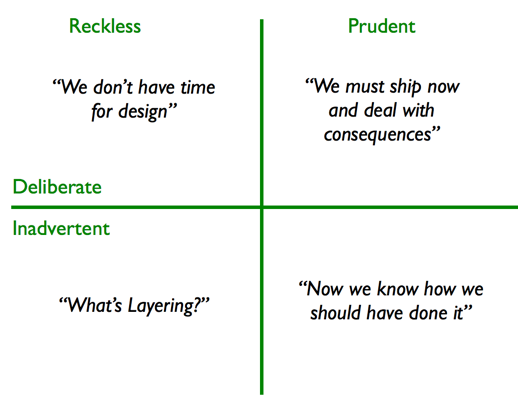 Reckless
Prudent
“We don’t have time
for design”
“We must ship now
and deal with
consequences”
Deliberate
Inadvertent
“What’s Layering?”
“Now we know how we
should have done it”